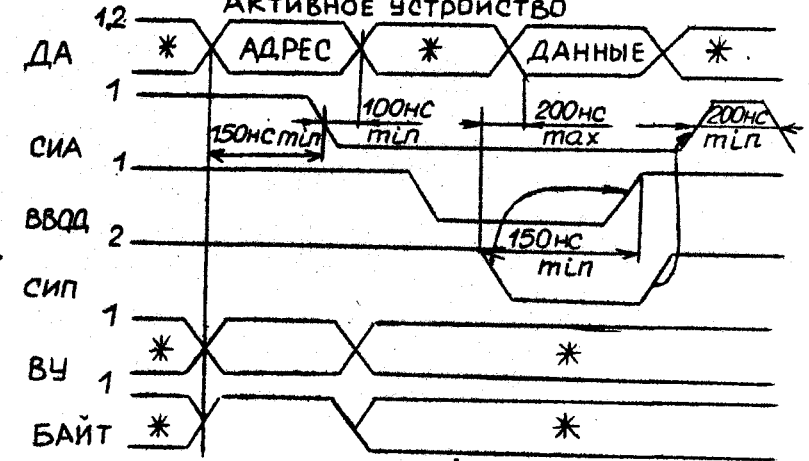 АКТИВНОЕ УСТРОЙСТВО
1,2
ДА * АДРЕС * ДАННЫЕ *
1
100нс 200нс 200нс
150нс min min max min
СИА
1
ВВОД
2 150нс
min
СИП
1
ВУ * *
1
БАЙТ * *